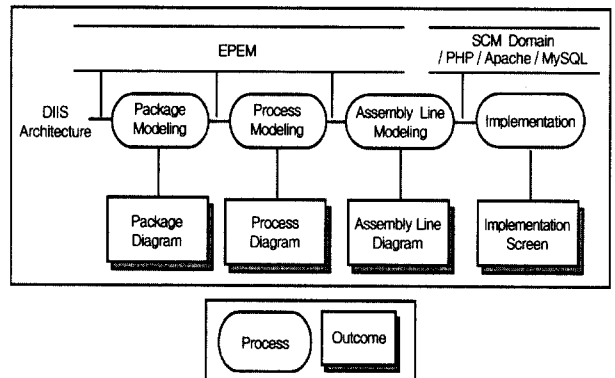 EPEM
SCM Domain
/ PHP / Apache / MySQL
DIIS
Architecture
Package
Modeling
Process
Modeling
Assembly Line
Modeling
Implementation
Package
Diagram
Process
Diagram
Assembly Line
Diagram
Implementation
Screen
Process
Outcome